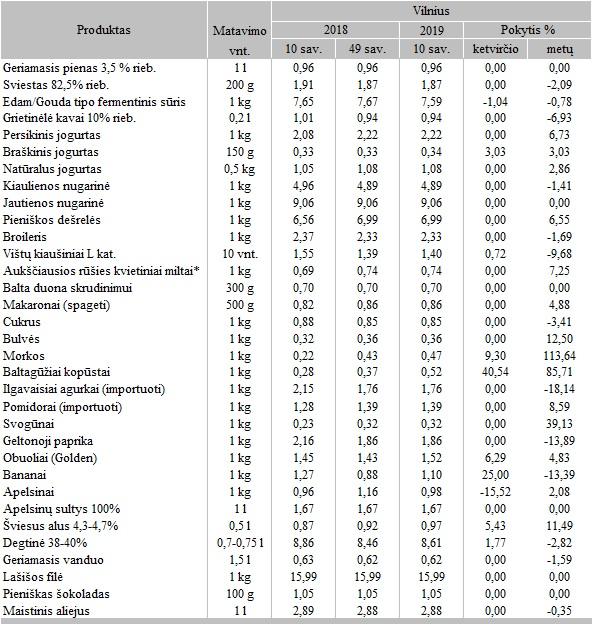 Produktas Matavimo vnt. Vilnius
2018 2019 Pokytis %
10 sav. 49 sav. 10 sav. ketvirčio metų
Geriamasis pienas 3,5 % rieb. 1 l 0,96 0,96 0,96 0,00 0,00
Sviestas 82,5% rieb. 200 g 1,91 1,87 1,87 0,00 -2,09
Edam/Gouda tipo fermentinis sūris 1 kg 7,65 7,67 7,59 -1,04 -0,78
Grietinėlė kavai 10% rieb. 0,2 l 1,01 0,94 0,94 0,00 -6,93
Persikinis jogurtas 1 kg 2,08 2,22 2,22 0,00 6,73
Braškinis jogurtas 150 g 0,33 0,33 0,34 3,03 3,03
Natūralus jogurtas 0,5 kg 1,05 1,08 1,08 0,00 2,86
Kiaulienos nugarinė 1 kg 4,96 4,89 4,89 0,00 -1,41
Jautienos nugarinė 1 kg 9,06 9,06 9,06 0,00 0,00
Pieniškos dešrelės 1 kg 6,56 6,99 6,99 0,00 6,55
Broileris 1 kg 2,37 2,33 2,33 0,00 -1,69
Vištų kiaušiniai L kat. 10 vnt. 1,55 1,39 1,40 0,72 -9,68
Aukščiausios rūšies kvietiniai miltai* 1 kg 0,69 0,74 0,74 0,00 7,25
Balta duona skrudinimui 300 g 0,70 0,70 0,70 0,00 0,00
Makaronai (spageti) 500 g 0,82 0,86 0,86 0,00 4,88
Cukrus 1 kg 0,88 0,85 0,85 0,00 -3,41
Bulvės 1 kg 0,32 0,36 0,36 0,00 12,50
Morkos 1 kg 0,22 0,43 0,47 9,30 113,64
Baltagūžiai kopūstai 1 kg 0,28 0,37 0,52 40,54 85,71
Ilgavaisiai agurkai (importuoti) 1 kg 2,15 1,76 1,76 0,00 -18,14
Pomidorai (importuoti) 1 kg 1,28 1,39 1,39 0,00 8,59
Svogūnai 1 kg 0,23 0,32 0,32 0,00 39,13
Geltonoji paprika 1 kg 2,16 1,86 1,86 0,00 -13,89
Obuoliai (Golden) 1 kg 1,45 1,43 1,52 6,29 4,83
Bananai 1 kg 1,27 0,88 1,10 25,00 -13,39
Apelsinai 1 kg 0,96 1,16 0,98 -15,52 2,08
Apelsinų sultys 100% 1 l 1,67 1,67 1,67 0,00 0,00
Šviesus alus 4,3-4,7% 0,5 l 0,87 0,92 0,97 5,43 11,49
Degtinė 38-40% 0,7-0,75 l 8,86 8,46 8,61 1,77 -2,82
Geriamasis vanduo 1,5 l 0,63 0,62 0,62 0,00 -1,59
Lašišos filė 1 kg 15,99 15,99 15,99 0,00 0,00
Pieniškas šokoladas 100 g 1,05 1,05 1,05 0,00 0,00
Maistinis aliejus 1 l 2,89 2,88 2,88 0,00 -0,35